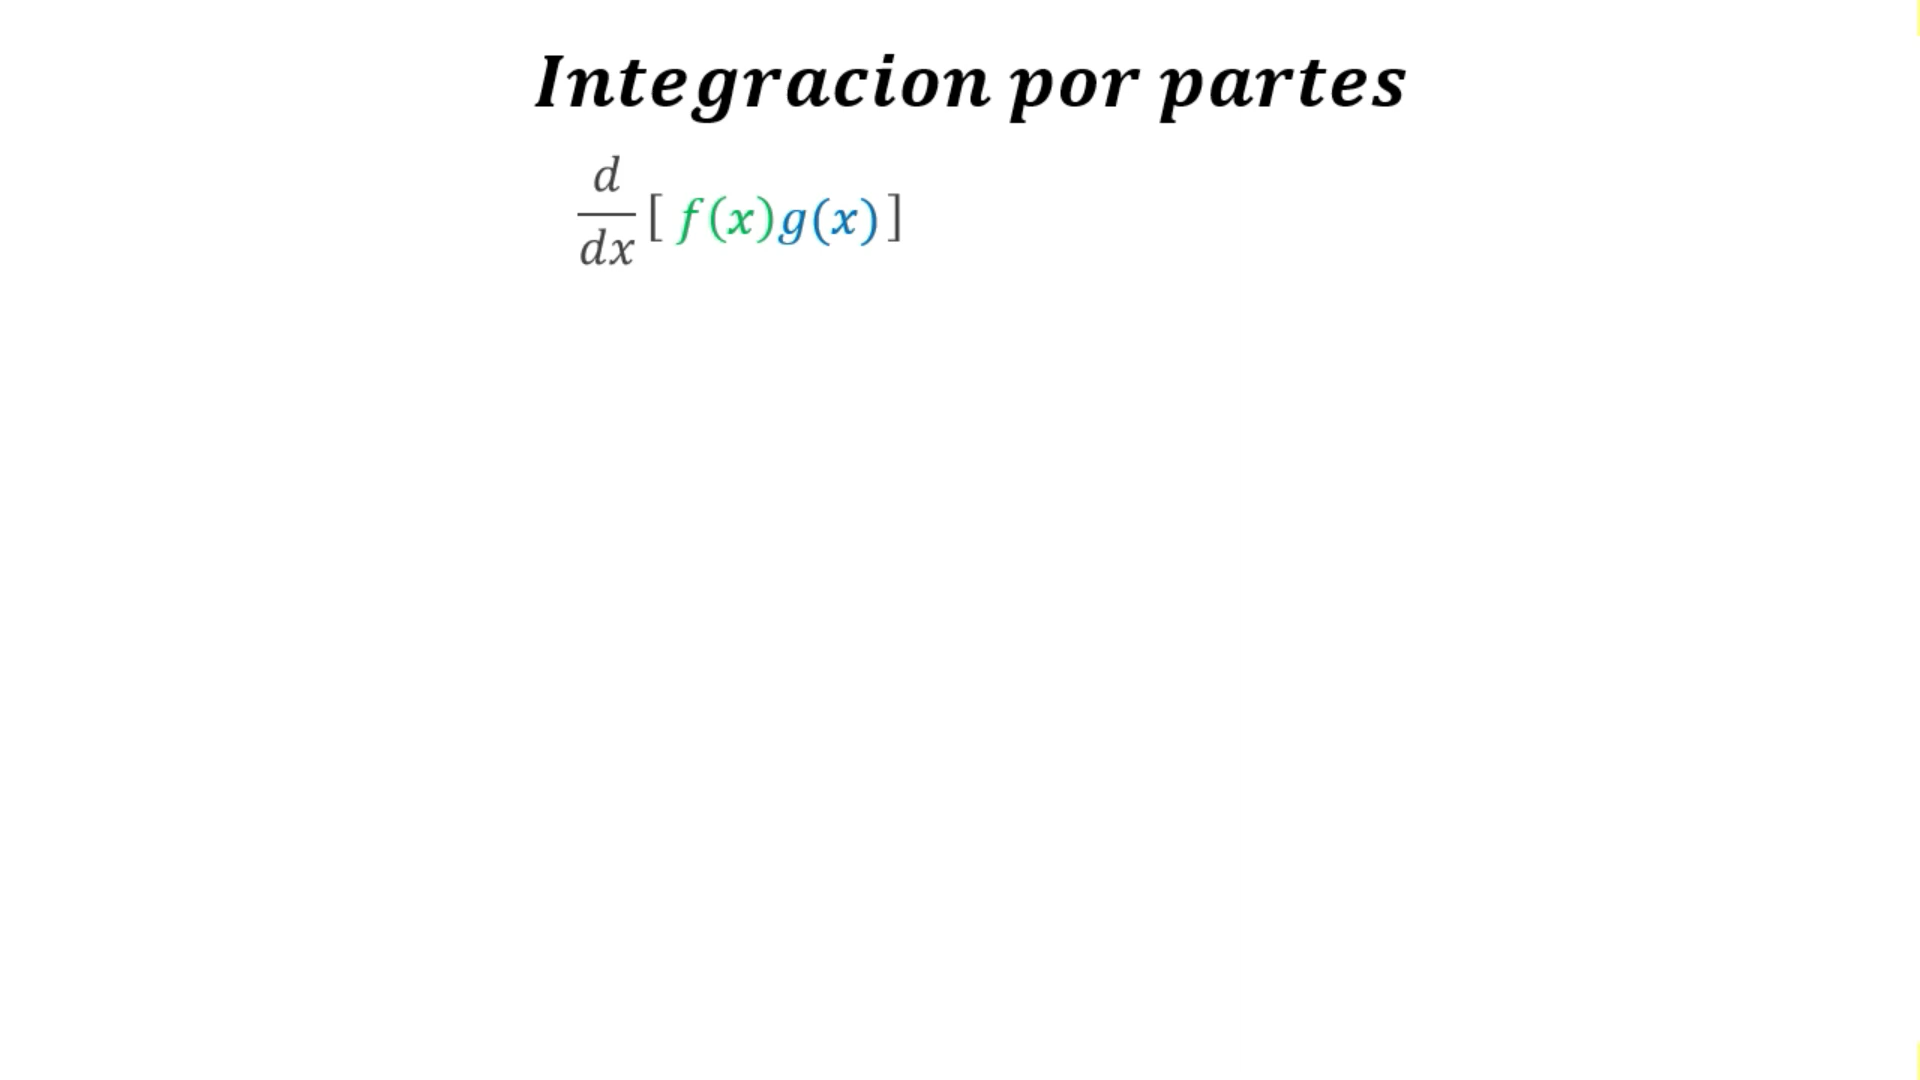 Integracion por partes
d/dx [ f(x)g(x) ]